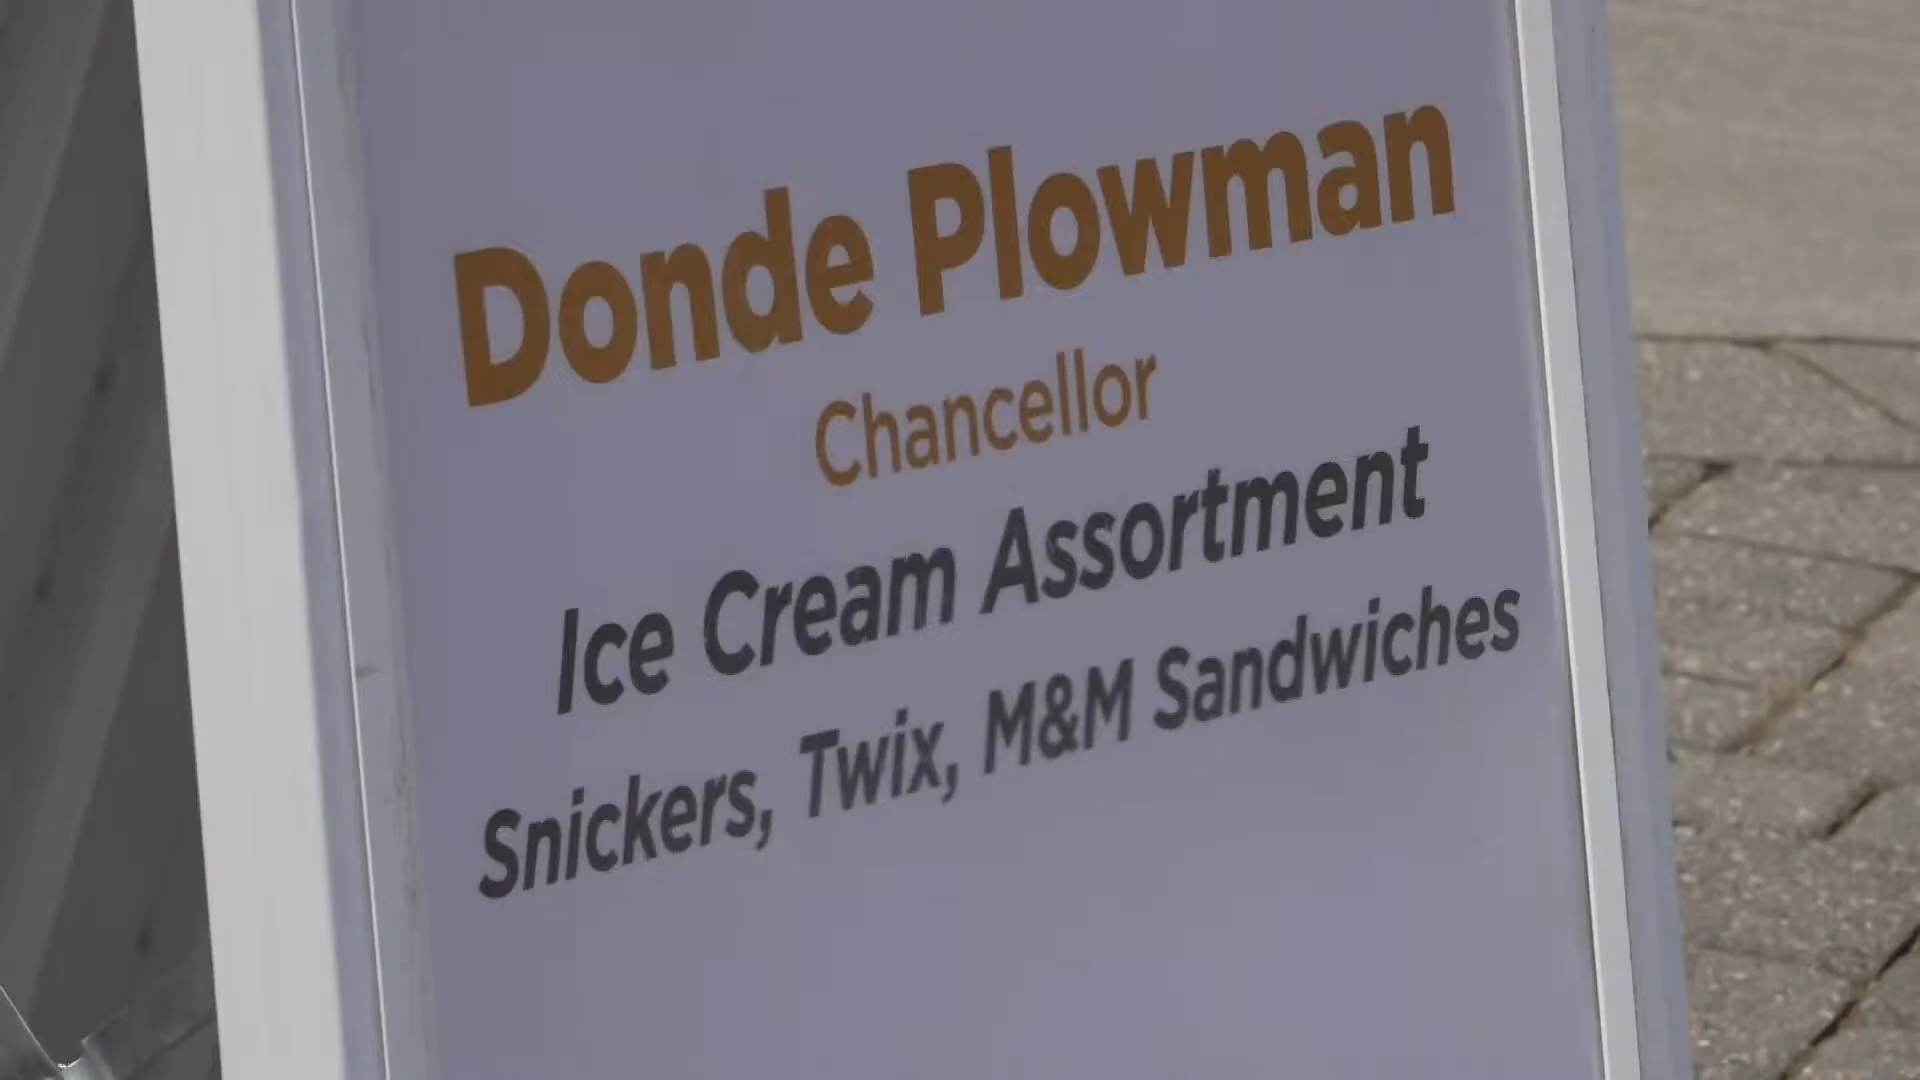 Donde Plowman
Chancellor
Ice Cream Assortment
Snickers, Twix, M&M Sandwiches